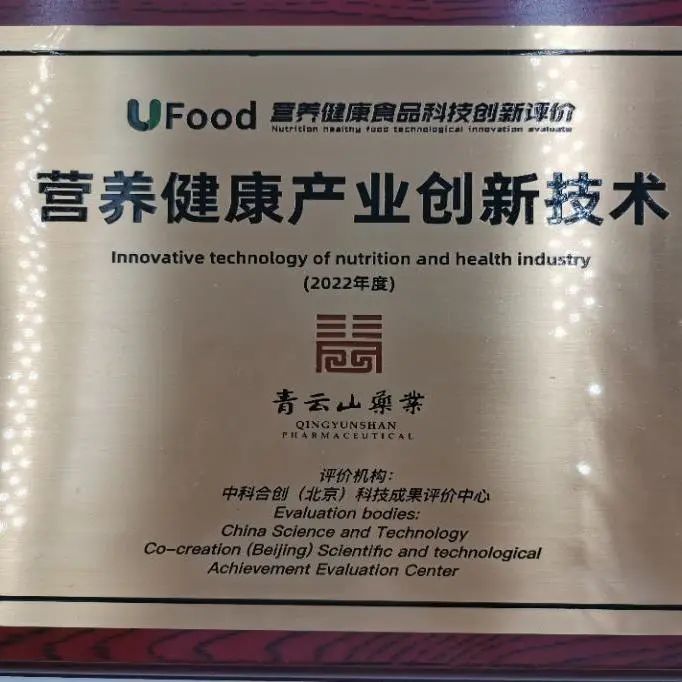 UFood 营养健康食品科技创新评价
Nutrition healthy food technological innovation evaluate
营养健康产业创新技术
Innovative technology of nutrition and health industry
(2022年度)
青云山药业
QINGYUNSHAN
PHARMACEUTICAL
评价机构:
中科合创（北京）科技成果评价中心
Evaluation bodies:
China Science and Technology
Co-creation (Beijing) Scientific and technological
Achievement Evaluation Center